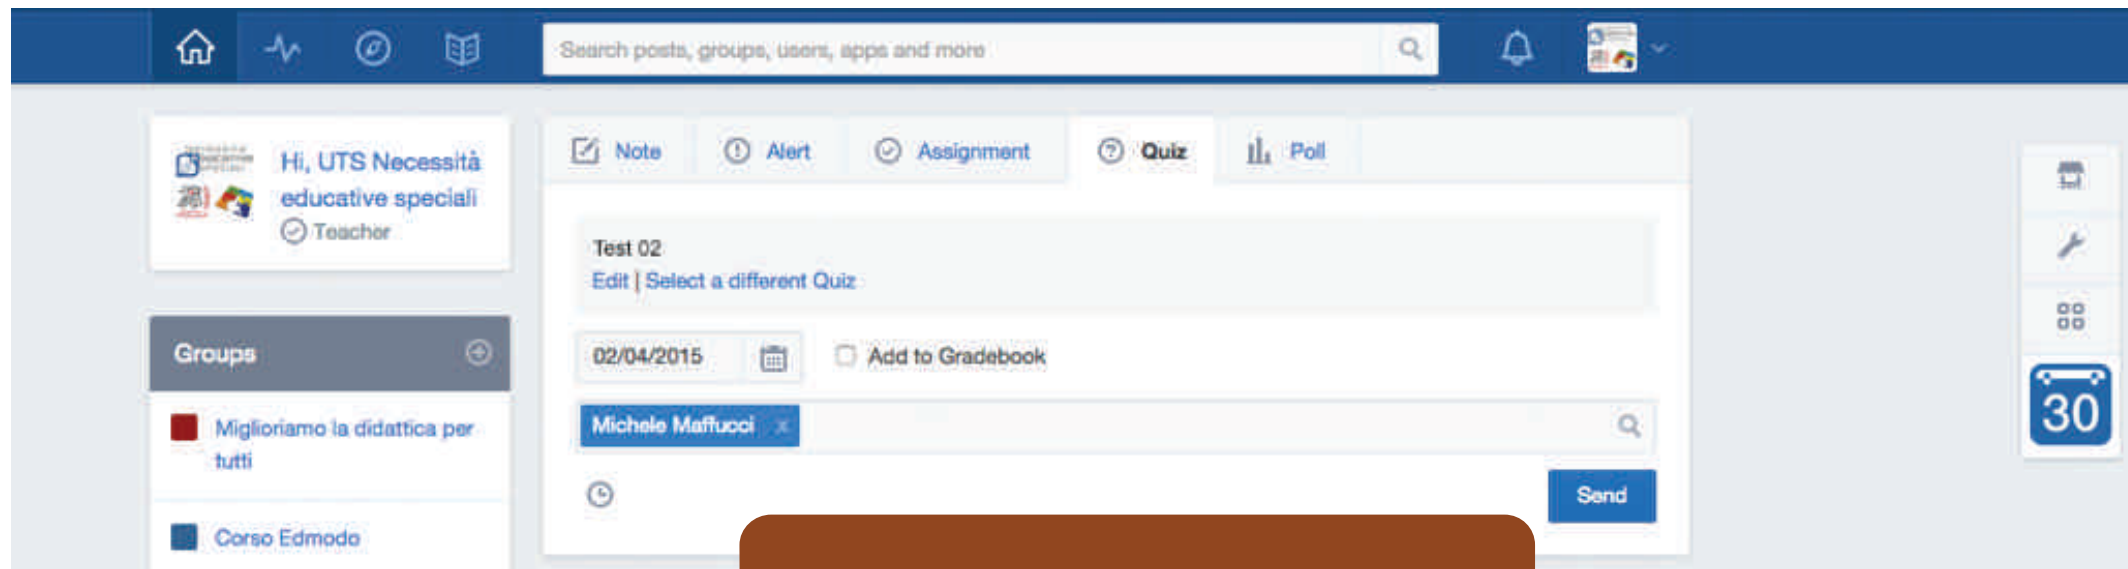 Search posts, groups, users, apps and more
Hi, UTS Necessità
educative speciali
Teacher
Groups
Miglioriamo la didattica per
tutti
Corso Edmodo
Note
Alert
Assignment
Quiz
Poll
Test 02
Edit | Select a different Quiz
02/04/2015
Add to Gradebook
Michele Maffucci x
Send
30